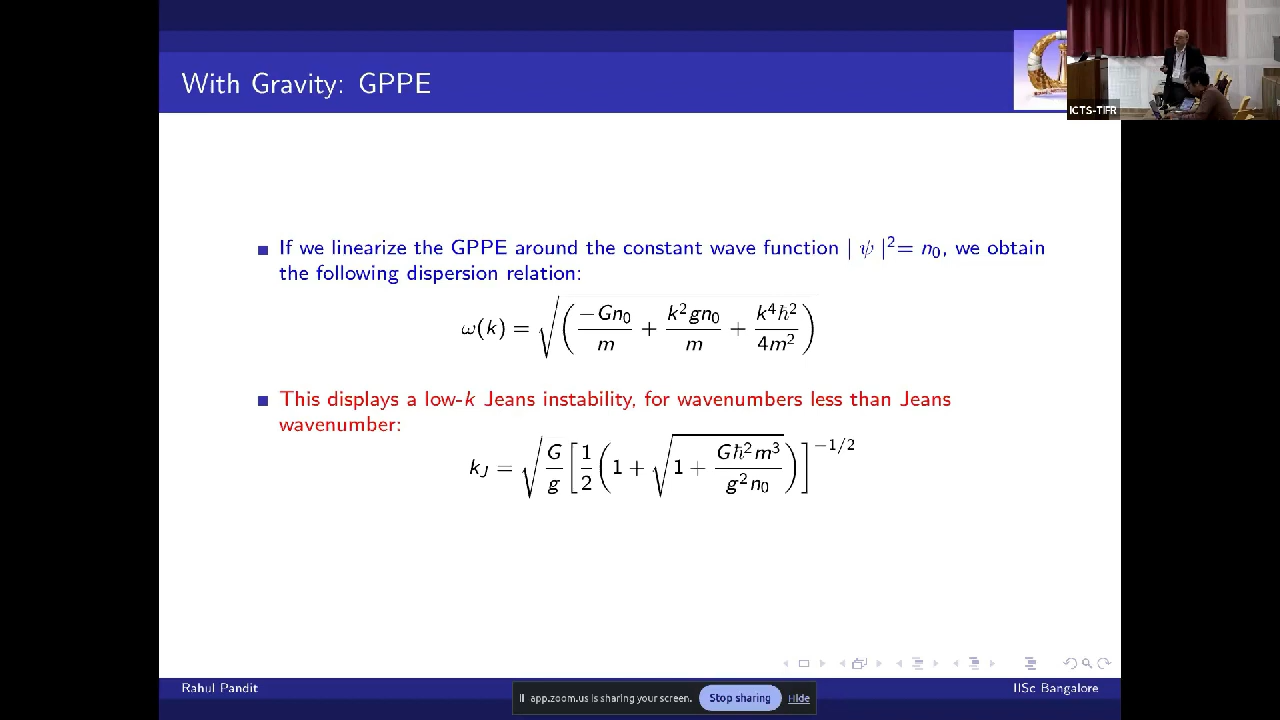 With Gravity: GPPE
ICTS-TIFR
If we linearize the GPPE around the constant wave function | ψ |²= n₀, we obtain
the following dispersion relation:
ω(k) = √((−Gn₀/m) + (k²gn₀/m) + (k⁴ℏ²/4m²))
This displays a low-k Jeans instability, for wavenumbers less than Jeans
wavenumber:
k_J = √(G/g) [1/2 (1 + √(1 + Gℏ²m³/g²n₀))]^(−1/2)
Rahul Pandit
app.zoom.us is sharing your screen.
Stop sharing
Hide
IISc Bangalore